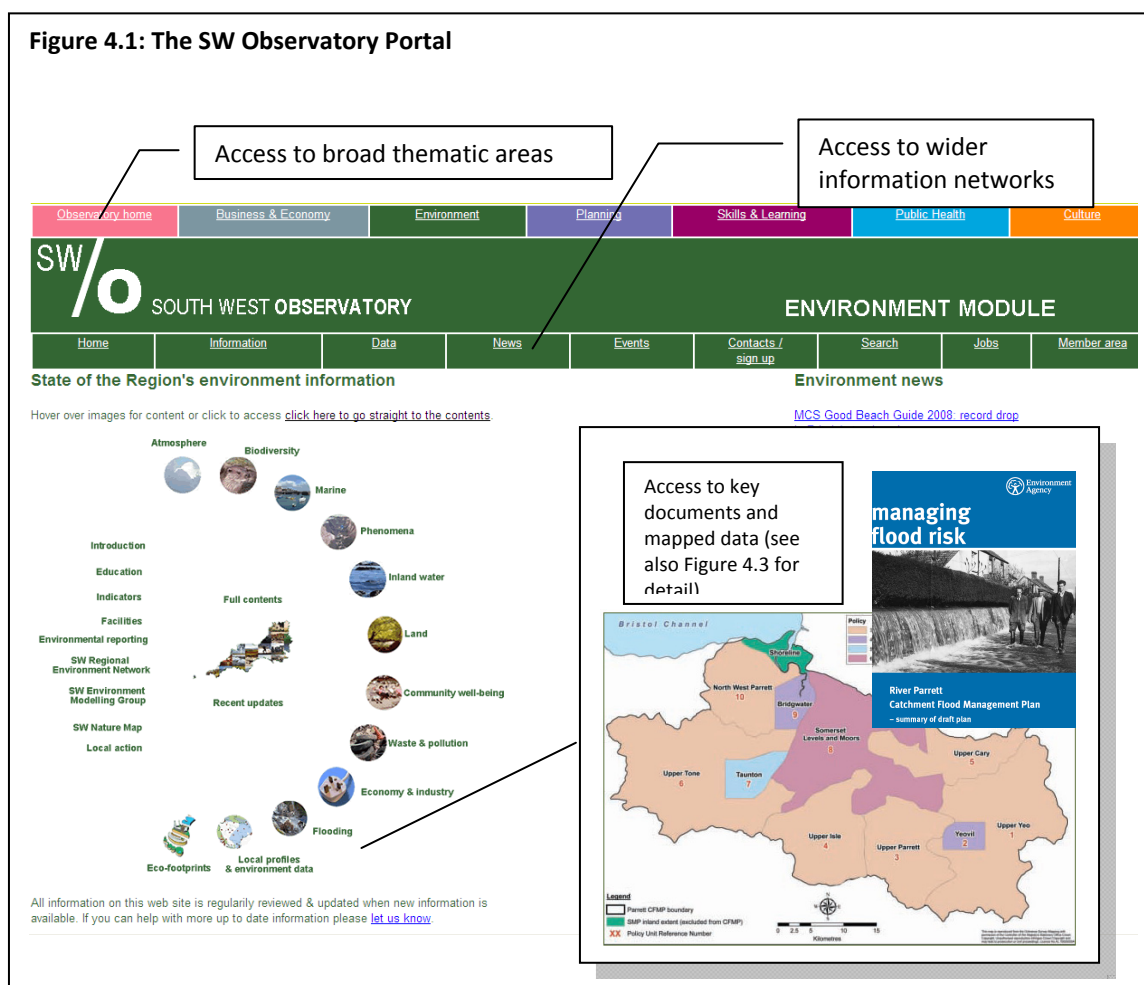 Figure 4.1: The SW Observatory Portal
Access to broad thematic areas
Access to wider
information networks
Observatory home
Business & Economy
Environment
Planning
Skills & Learning
Public Health
Culture
SW/o SOUTH WEST OBSERVATORY
ENVIRONMENT MODULE
Home
Information
Data
News
Events
Contacts /
sign up
Search
Jobs
Member area
State of the Region's environment information
Hover over images for content or click to access click here to go straight to the contents.
Environment news
MCS Good Beach Guide 2008: record drop
Atmosphere
Biodiversity
Marine
Phenomena
Inland water
Land
Community well-being
Waste & pollution
Economy & industry
Flooding
Local profiles
& environment data
Eco-footprints
Introduction
Education
Indicators
Facilities
Environmental reporting
SW Regional
Environment Network
SW Environment
Modelling Group
SW Nature Map
Local action
Full contents
Recent updates
All information on this web site is regularily reviewed & updated when new information is
available. If you can help with more up to date information please let us know.
Access to key
documents and
mapped data (see
also Figure 4.3 for
detail)
Environment
Agency
managing
flood risk
River Parrett
Catchment Flood Management Plan
– summary of draft plan
Bristol Channel
Policy
Shoreline
North West Parrett
10
Bridgwater
9
Somerset
Levels and Moors
8
Upper Cary
5
Upper Tone
6
Taunton
7
Upper Isle
4
Upper Parrett
3
Yeovil
2
Upper Yeo
1
Legend
Parrett CFMP boundary
SMP inland extent (excluded from CFMP)
XX Policy Unit Reference Number
N
E
S
W
0 2.5 5 10 15
Kilometres